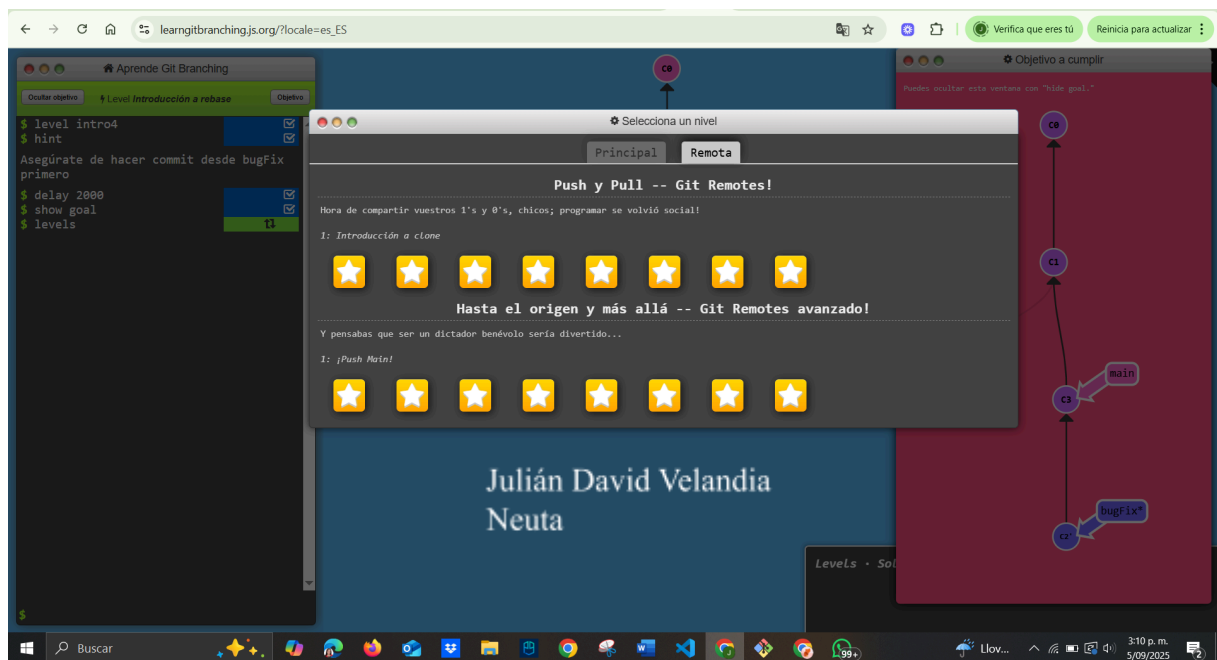 learngitbranching.js.org/?locale=es_ES
Verifica que eres tú
Reinicia para actualizar
Aprende Git Branching
Ocultar objetivo
Level Introducción a rebase
Objetivo
$ level intro4
$ hint
Asegúrate de hacer commit desde bugFix
primero
$ delay 2000
$ show goal
$ levels
$
c0
Selecciona un nivel
Principal
Remota
Push y Pull -- Git Remotes!
Hora de compartir vuestros 1's y 0's, chicos; programar se volvió social!
1: Introducción a clone
Hasta el origen y más allá -- Git Remotes avanzado!
Y pensabas que ser un dictador benévolo sería divertido...
1: ¡Push Main!
Julián David Velandia
Neuta
Levels · Sol
Objetivo a cumplir
Puedes ocultar esta ventana con "hide goal."
c0
c1
main
c3
bugFix*
c2'
Buscar
99+
Llov...
3:10 p. m.
5/09/2025
2